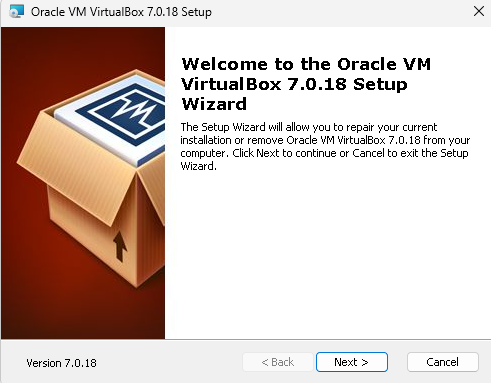 Oracle VM VirtualBox 7.0.18 Setup
Welcome to the Oracle VM
VirtualBox 7.0.18 Setup
Wizard
The Setup Wizard will allow you to repair your current
installation or remove Oracle VM VirtualBox 7.0.18 from your
computer. Click Next to continue or Cancel to exit the Setup
Wizard.
Version 7.0.18
< Back
Next >
Cancel